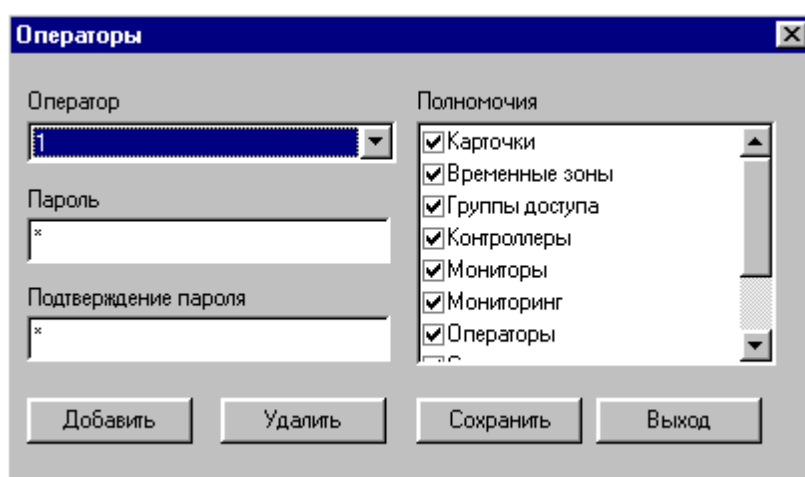 Операторы
Оператор
1
Пароль
*
Подтверждение пароля
*
Полномочия
Карточки
Временные зоны
Группы доступа
Контроллеры
Мониторы
Мониторинг
Операторы
Добавить
Удалить
Сохранить
Выход